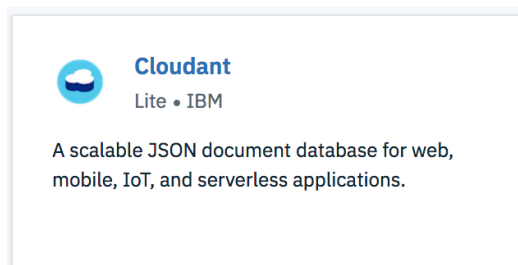 Cloudant
Lite • IBM
A scalable JSON document database for web,
mobile, IoT, and serverless applications.